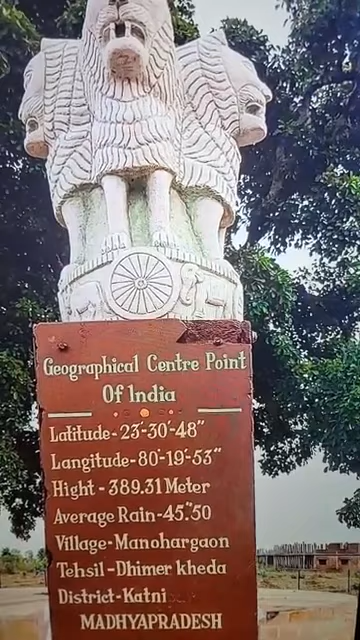 Geographical Centre Point
Of India
Latitude-23'-30'-48"
Longitude-80'-19'-53"
Hight-389.31 Meter
Average Rain-45."50
Village-Manohargaon
Tehsil-Dhimer kheda
District-Katni
MADHYAPRADESH